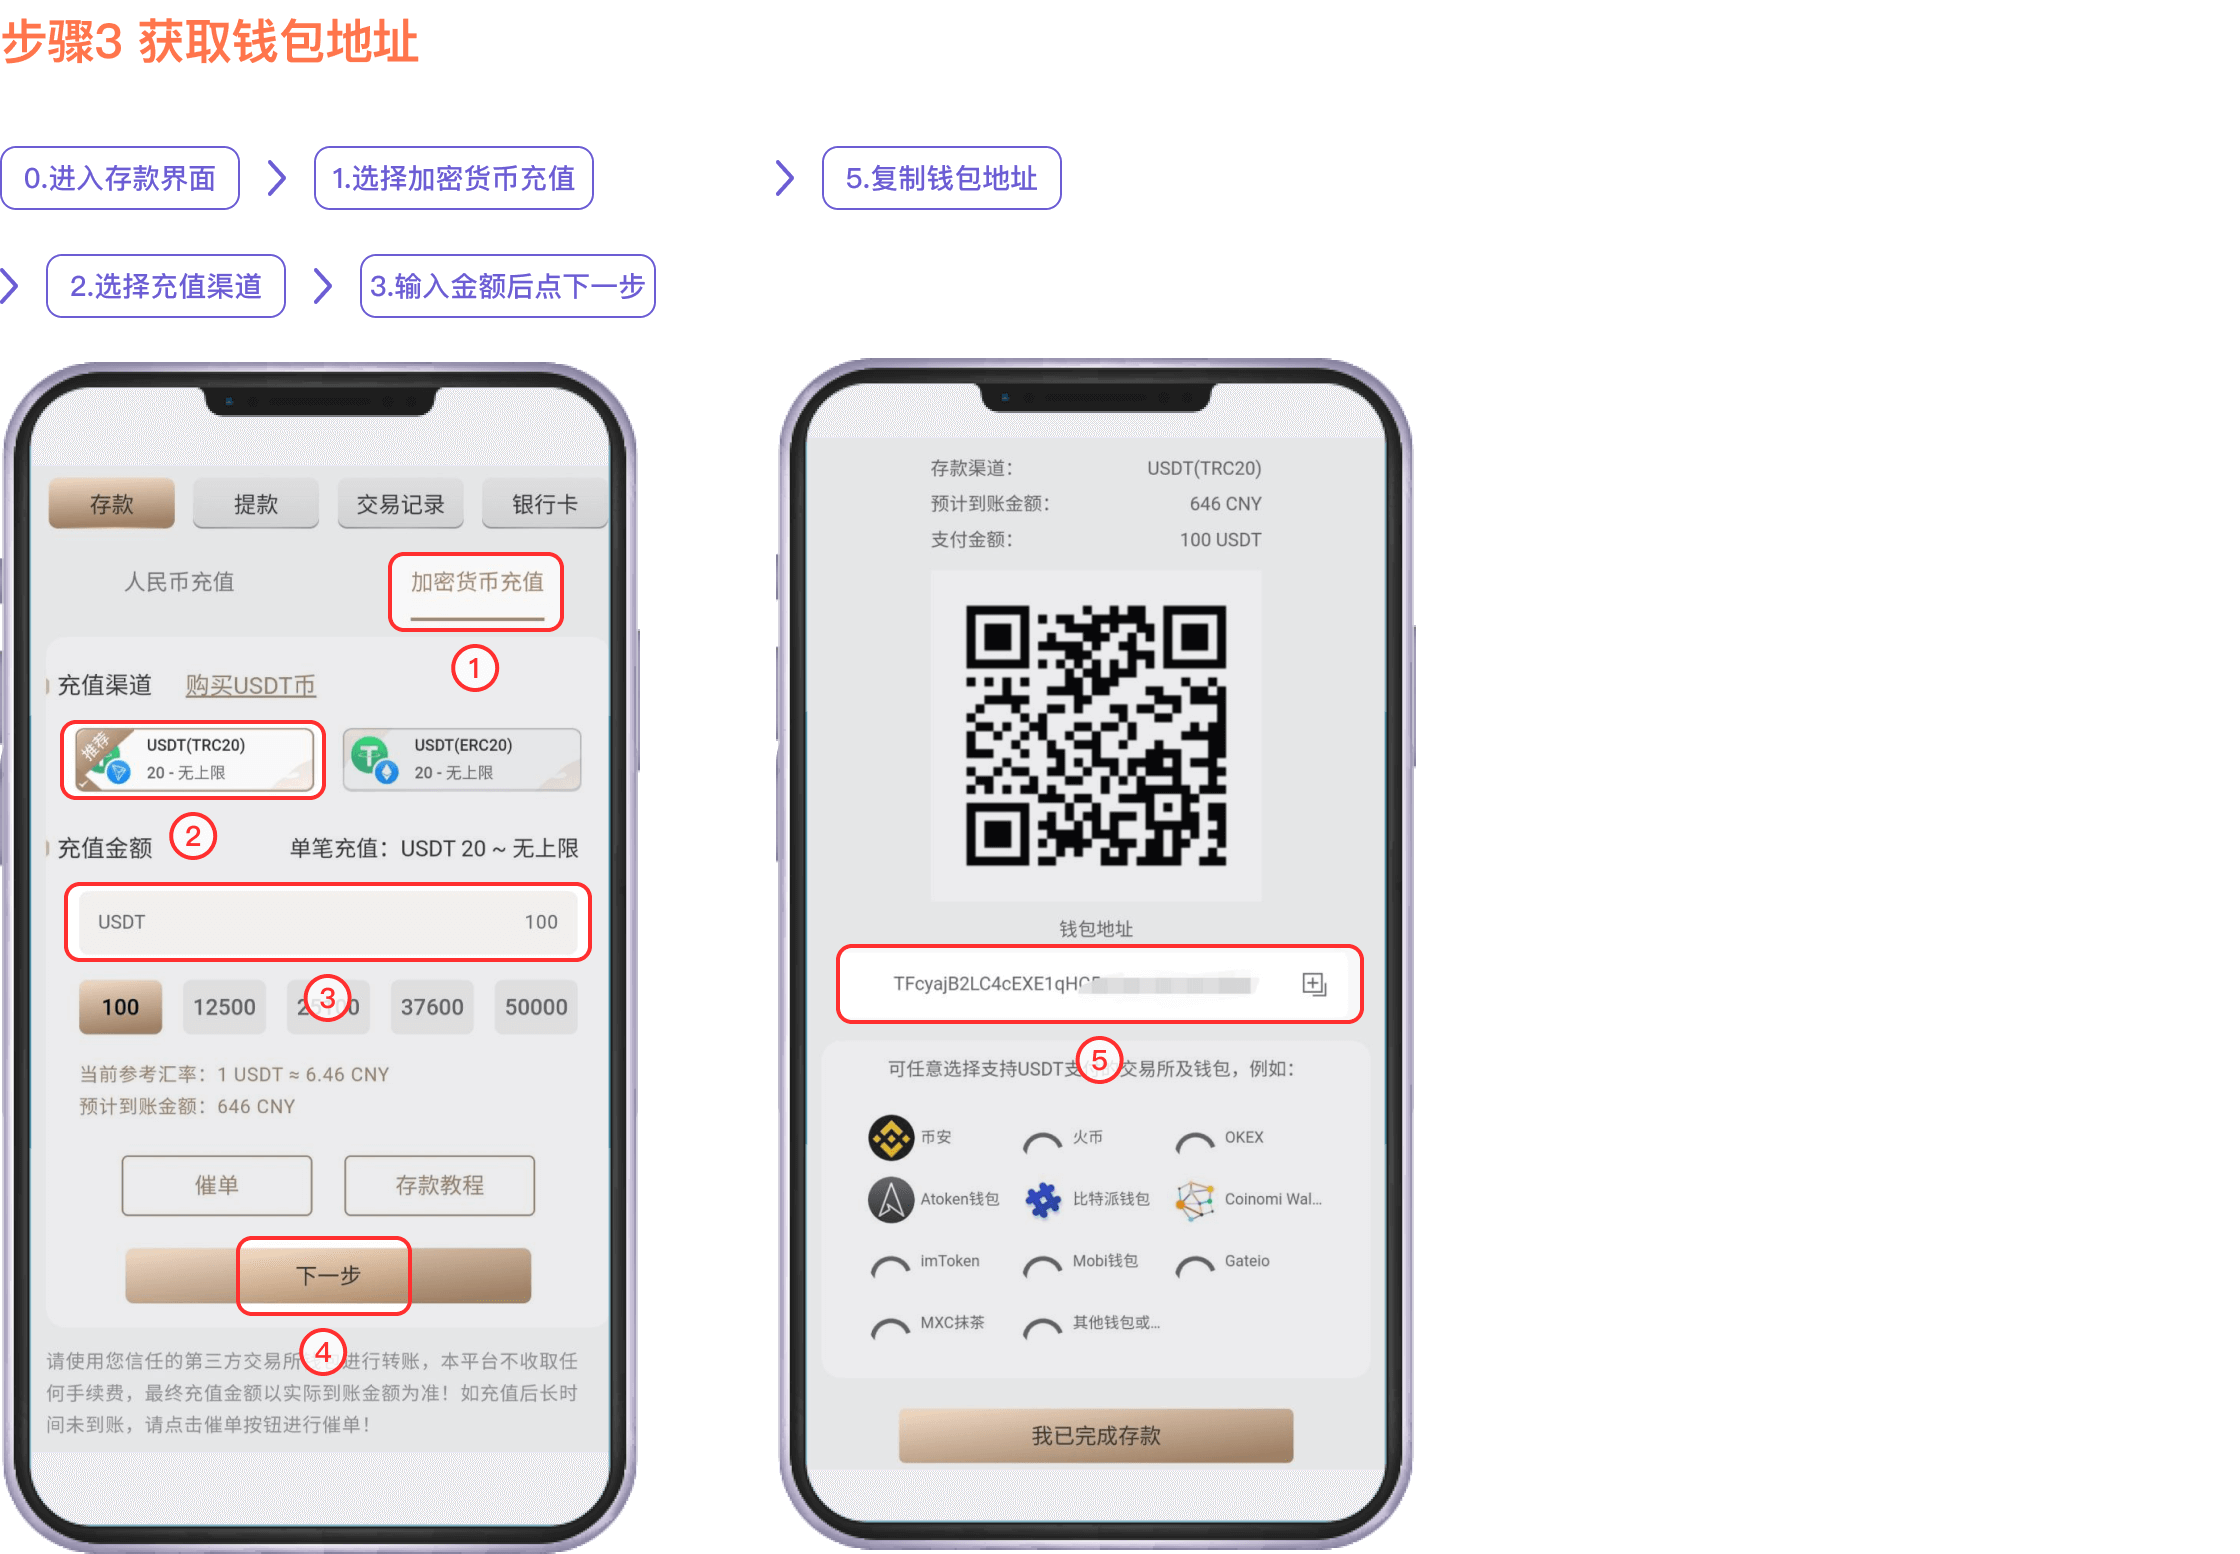 步骤3 获取钱包地址
0.进入存款界面
1.选择加密货币充值
2.选择充值渠道
3.输入金额后点下一步
存款 提款 交易记录 银行卡
人民币充值 加密货币充值
1
充值渠道 购买USDT币
推荐
USDT(TRC20)
20 - 无上限
USDT(ERC20)
20 - 无上限
2
充值金额 单笔充值：USDT 20 ~ 无上限
USDT 100
3
100 12500 37600 50000
当前参考汇率：1 USDT ≈ 6.46 CNY
预计到账金额：646 CNY
催单 存款教程
下一步
4
请使用您信任的第三方交易所 进行转账，本平台不收取任
何手续费，最终充值金额以实际到账金额为准！如充值后长时
间未到账，请点击催单按钮进行催单！
5.复制钱包地址
存款渠道： USDT(TRC20)
预计到账金额： 646 CNY
支付金额： 100 USDT
钱包地址
TFcyajB2LC4cEXE1qH
5
可任意选择支持USDT支付的交易所及钱包，例如：
币安 火币 OKEX
Atoken钱包 比特派钱包 Coinomi Wal...
imToken Mobi钱包 Gateio
MXC抹茶 其他钱包或...
我已完成存款